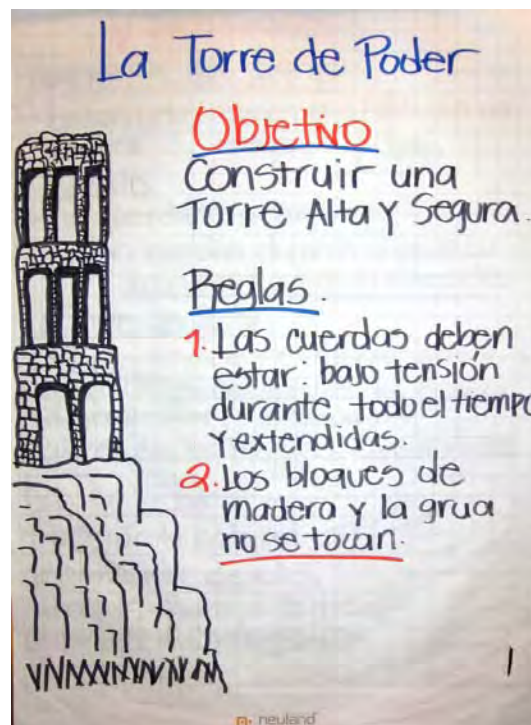 La Torre de Poder
Objetivo
Construir una
Torre Alta y Segura.
Reglas.
1. Las cuerdas deben
estar: bajo tensión
durante todo el tiempo
y extendidas.
2. Los bloques de
madera y la grua
no se tocan.
1
neuland